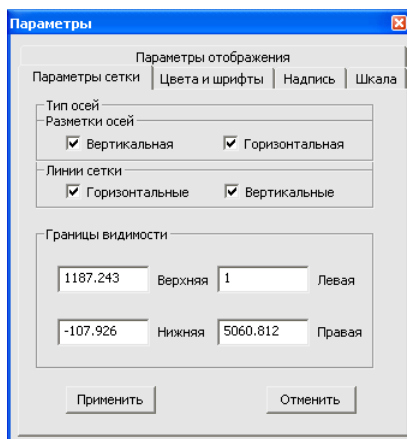 Параметры
Параметры отображения
Параметры сетки Цвета и шрифты Надпись Шкала
Тип осей
Разметки осей
Вертикальная Горизонтальная
Линии сетки
Горизонтальные Вертикальные
Границы видимости
1187.243 Верхняя 1 Левая
-107.926 Нижняя 5060.812 Правая
Применить Отменить